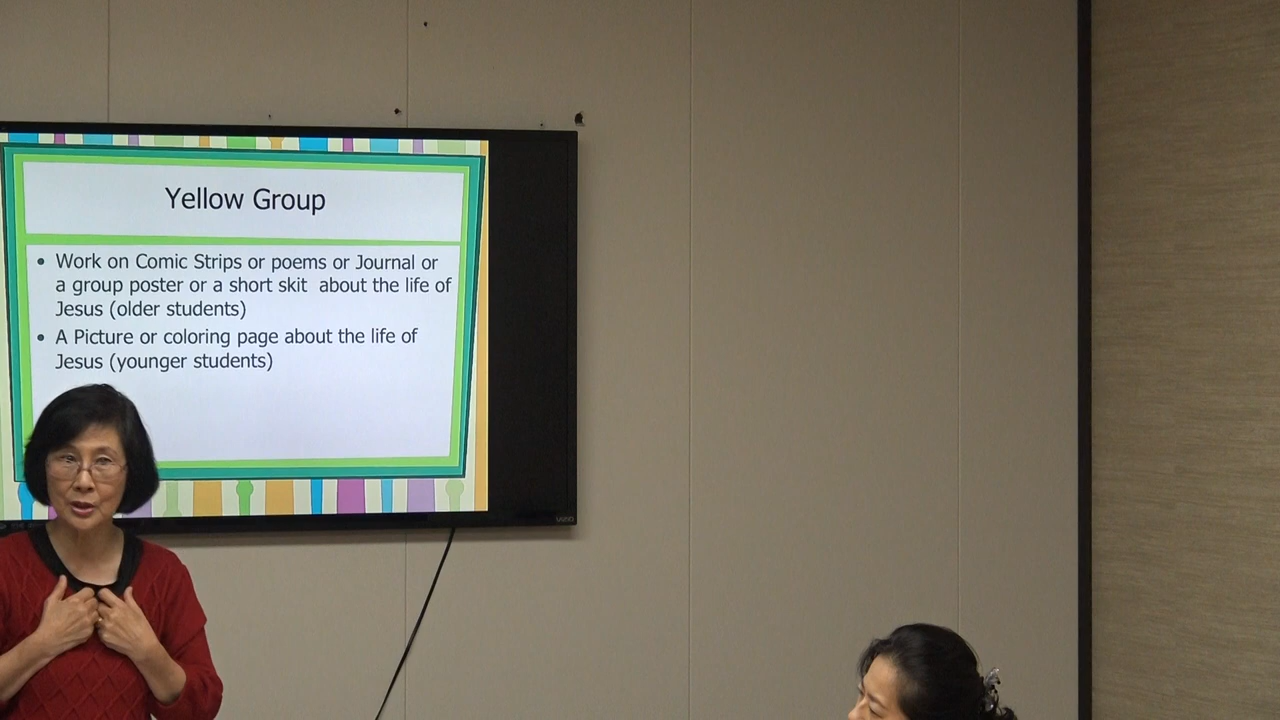 Yellow Group
• Work on Comic Strips or poems or Journal or
a group poster or a short skit  about the life of
Jesus (older students)
• A Picture or coloring page about the life of
Jesus (younger students)
VIZIO